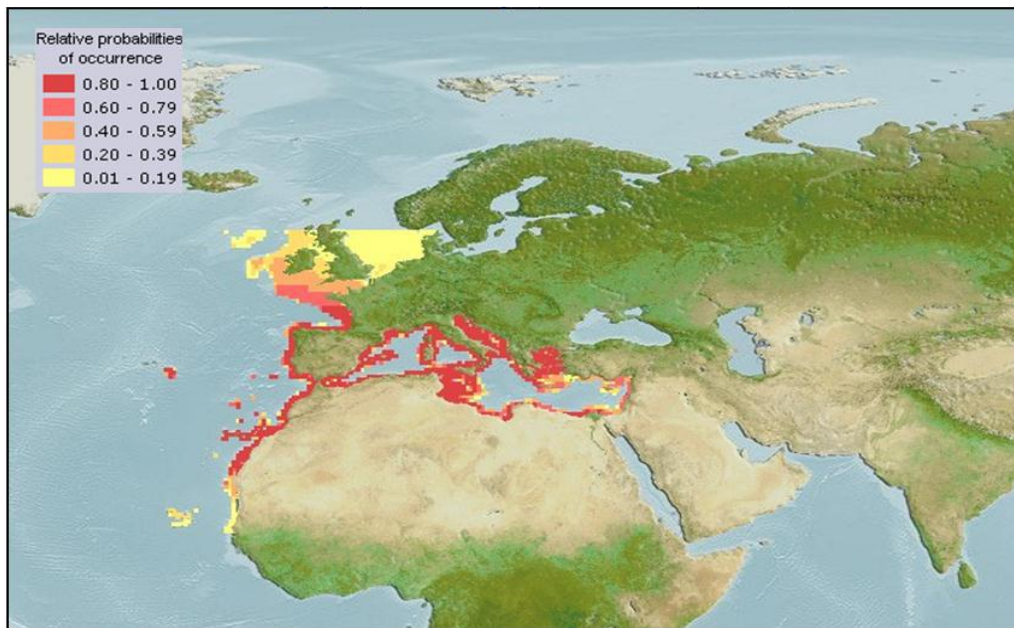 Relative probabilities
of occurrence
0.80 - 1.00
0.60 - 0.79
0.40 - 0.59
0.20 - 0.39
0.01 - 0.19